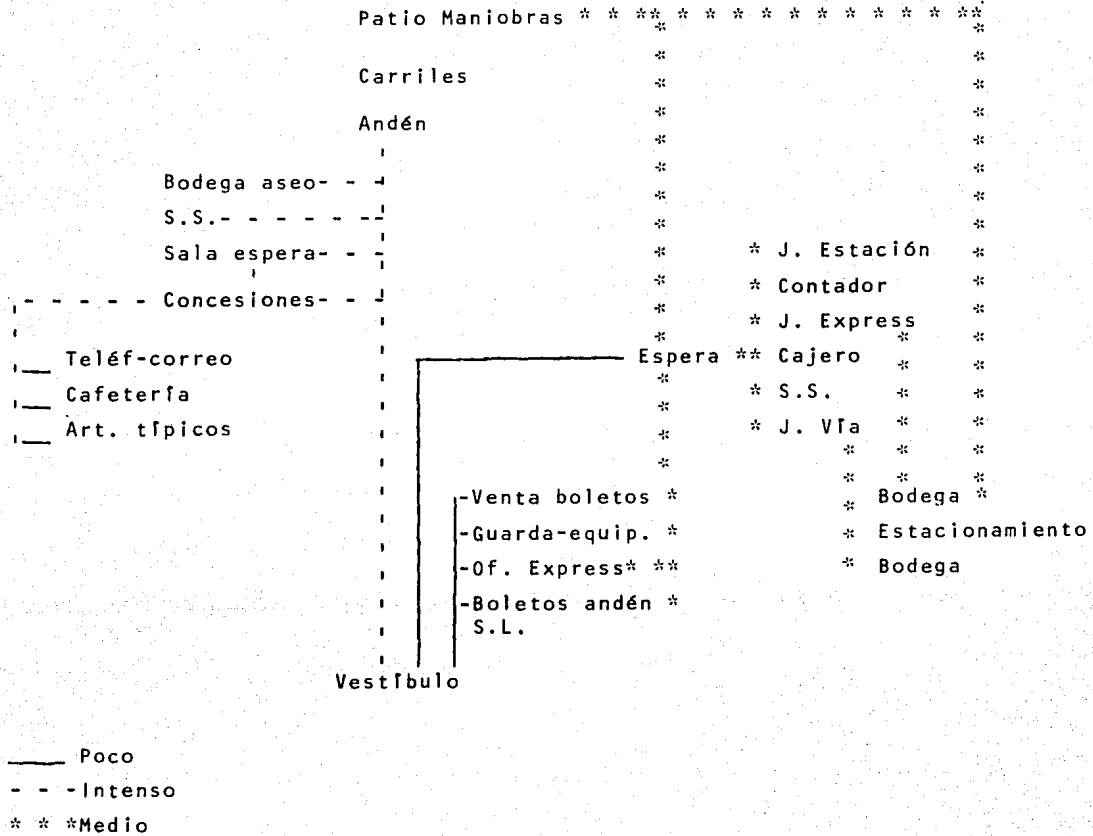 Patio Maniobras
Carriles
Andén
Bodega aseo
S.S.
Sala espera
Concesiones
Teléf-correo
Cafetería
Art. típicos
J. Estación
Contador
J. Express
Espera ** Cajero
S.S.
J. Vía
Venta boletos
Guarda-equip.
Of. Express
Boletos andén
S.L.
Bodega
Estacionamiento
Bodega
Vestíbulo
Poco
Intenso
Medio